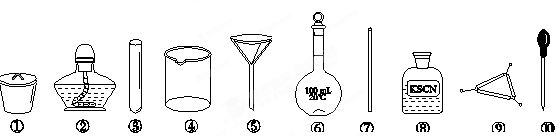 100 mL
20℃
KSCN
① ② ③ ④ ⑤ ⑥ ⑦ ⑧ ⑨ ⑩